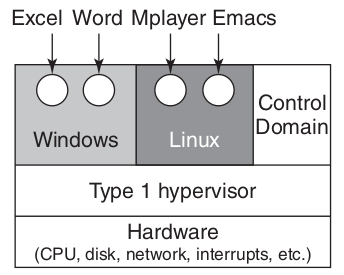 Excel Word Mplayer Emacs
Windows
Linux
Control
Domain
Type 1 hypervisor
Hardware
(CPU, disk, network, interrupts, etc.)